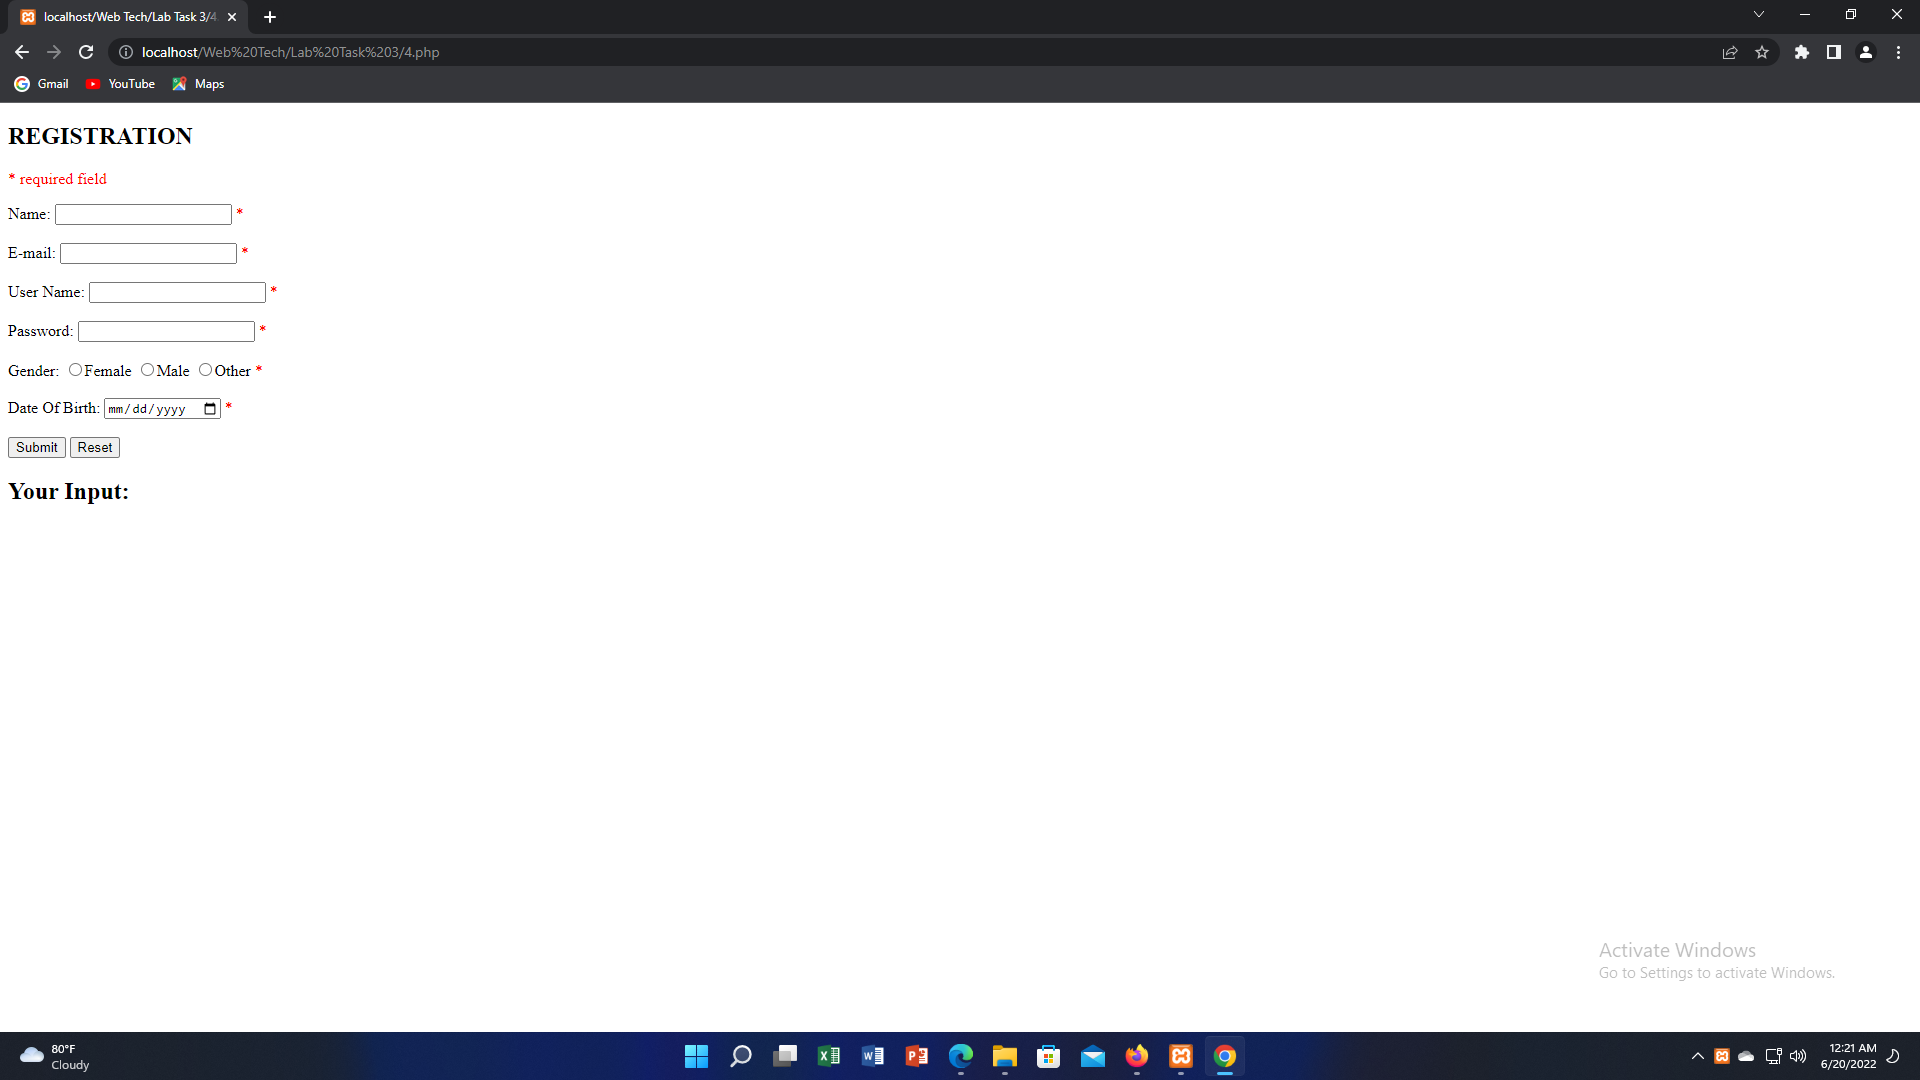 localhost/Web Tech/Lab Task 3/4
localhost/Web%20Tech/Lab%20Task%203/4.php
Gmail YouTube Maps
REGISTRATION
* required field
Name: *
E-mail: *
User Name: *
Password: *
Gender: Female Male Other *
Date Of Birth: mm/dd/yyyy *
Submit Reset
Your Input:
Activate Windows
Go to Settings to activate Windows.
80°F
Cloudy
12:21 AM
6/20/2022